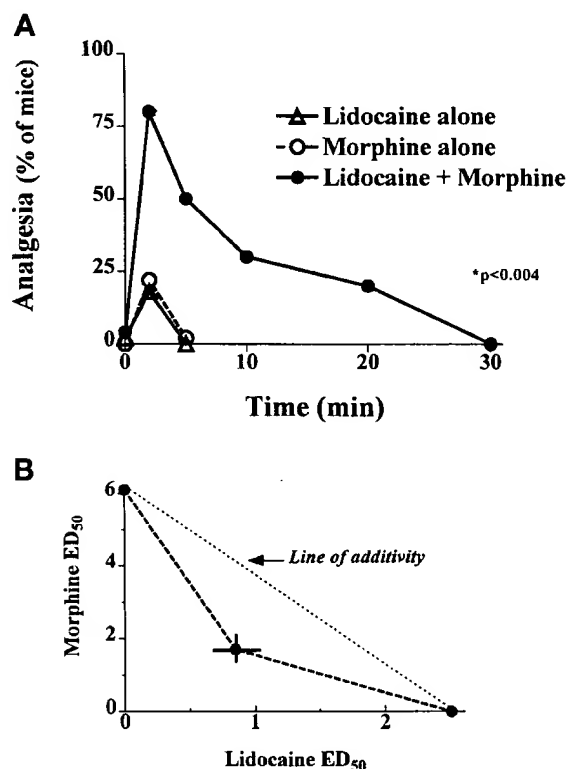 A
Analgesia (% of mice)
100
75
50
25
0
Lidocaine alone
Morphine alone
Lidocaine + Morphine
*p<0.004
0
10
20
30
Time (min)
B
Morphine ED50
6
4
2
0
Line of additivity
0
1
2
Lidocaine ED50